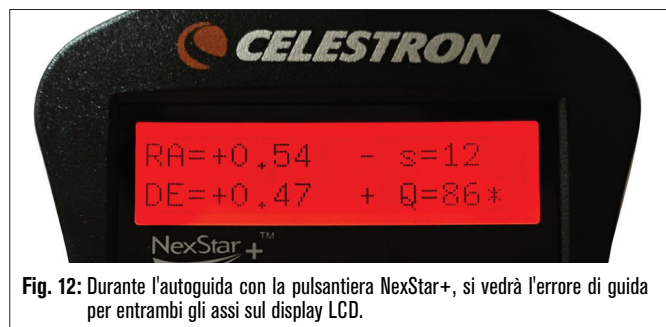 CELESTRON
RA=+0.54 - s=12
DE=+0.47 + Q=86*
NexStar+™
Fig. 12: Durante l'autoguida con la pulsantiera NexStar+, si vedrà l'errore di guida
per entrambi gli assi sul display LCD.